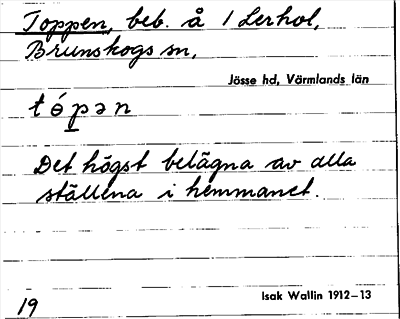 Toppen, beb. å 1 Lerhol,
Brunskogs sn,
Jösse hd, Värmlands län
tópən
Det högst belägna av alla
ställena i hemmanet.
Isak Wallin 1912–13
19